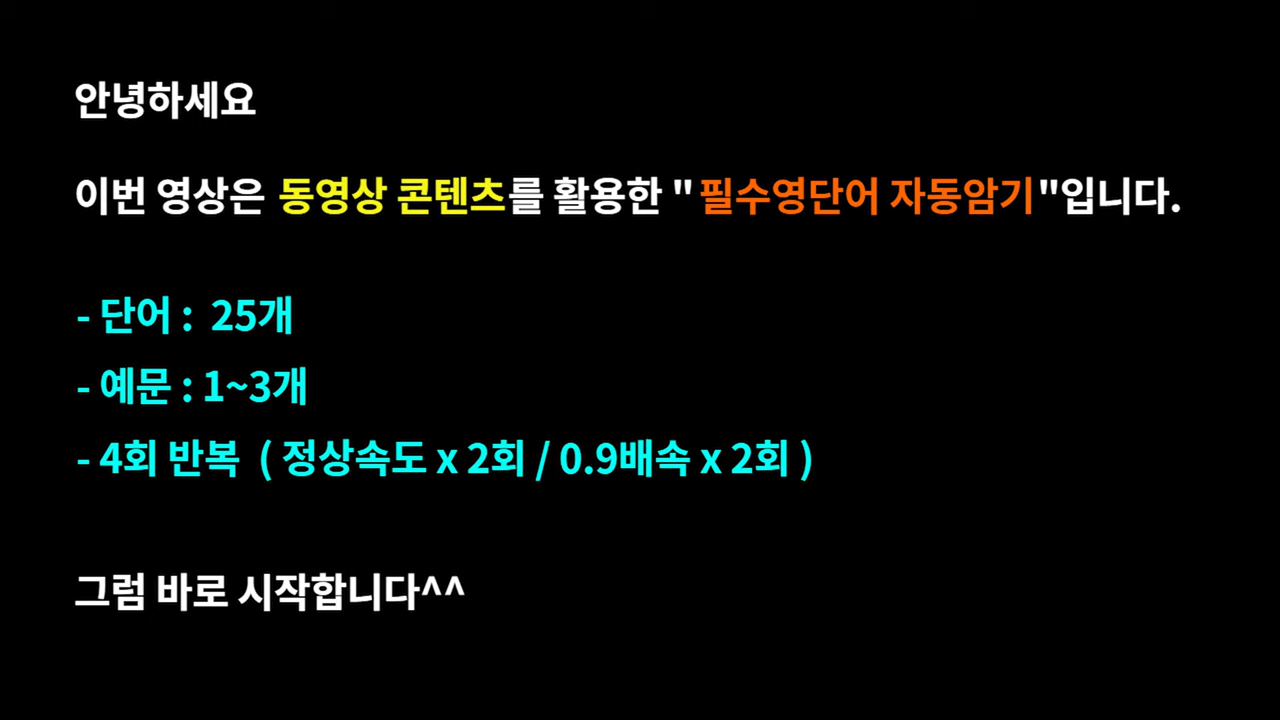 안녕하세요
이번 영상은 동영상 콘텐츠를 활용한 "필수영단어 자동암기"입니다.
- 단어 : 25개
- 예문 : 1~3개
- 4회 반복 ( 정상속도 x 2회 / 0.9배속 x 2회 )
그럼 바로 시작합니다^^